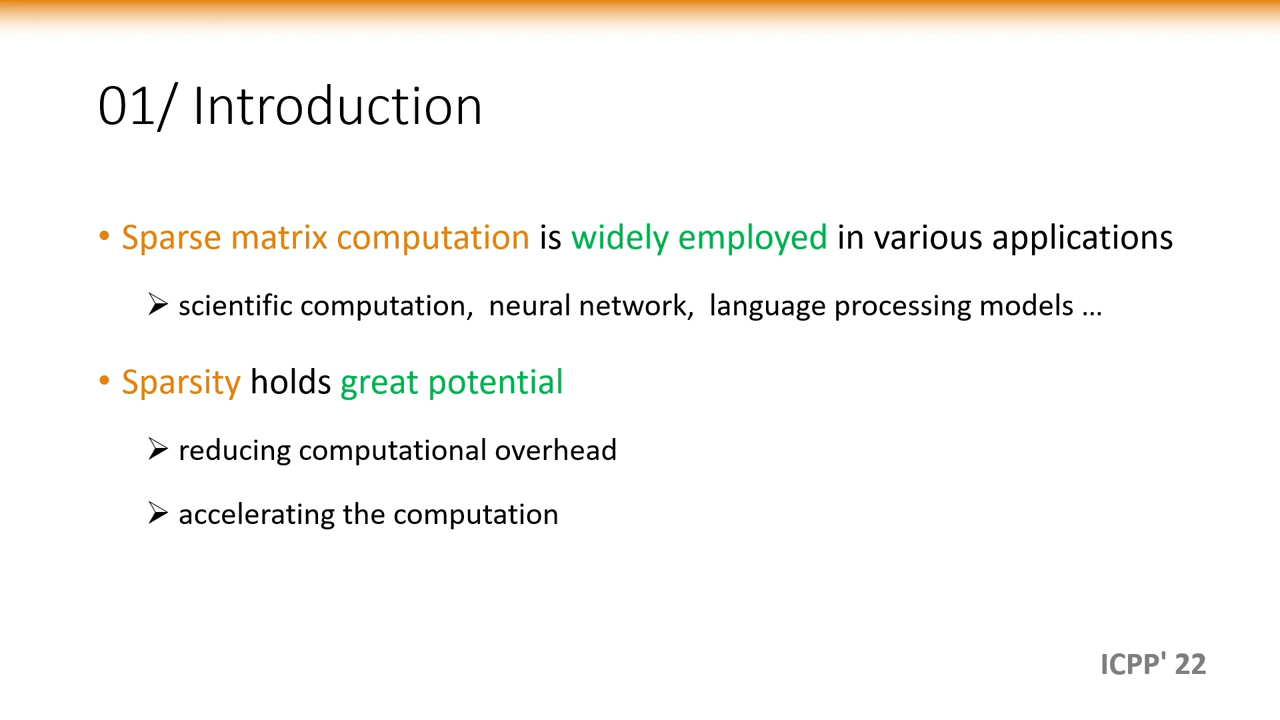 01/ Introduction
• Sparse matrix computation is widely employed in various applications
➢ scientific computation, neural network, language processing models …
• Sparsity holds great potential
➢ reducing computational overhead
➢ accelerating the computation
ICPP' 22